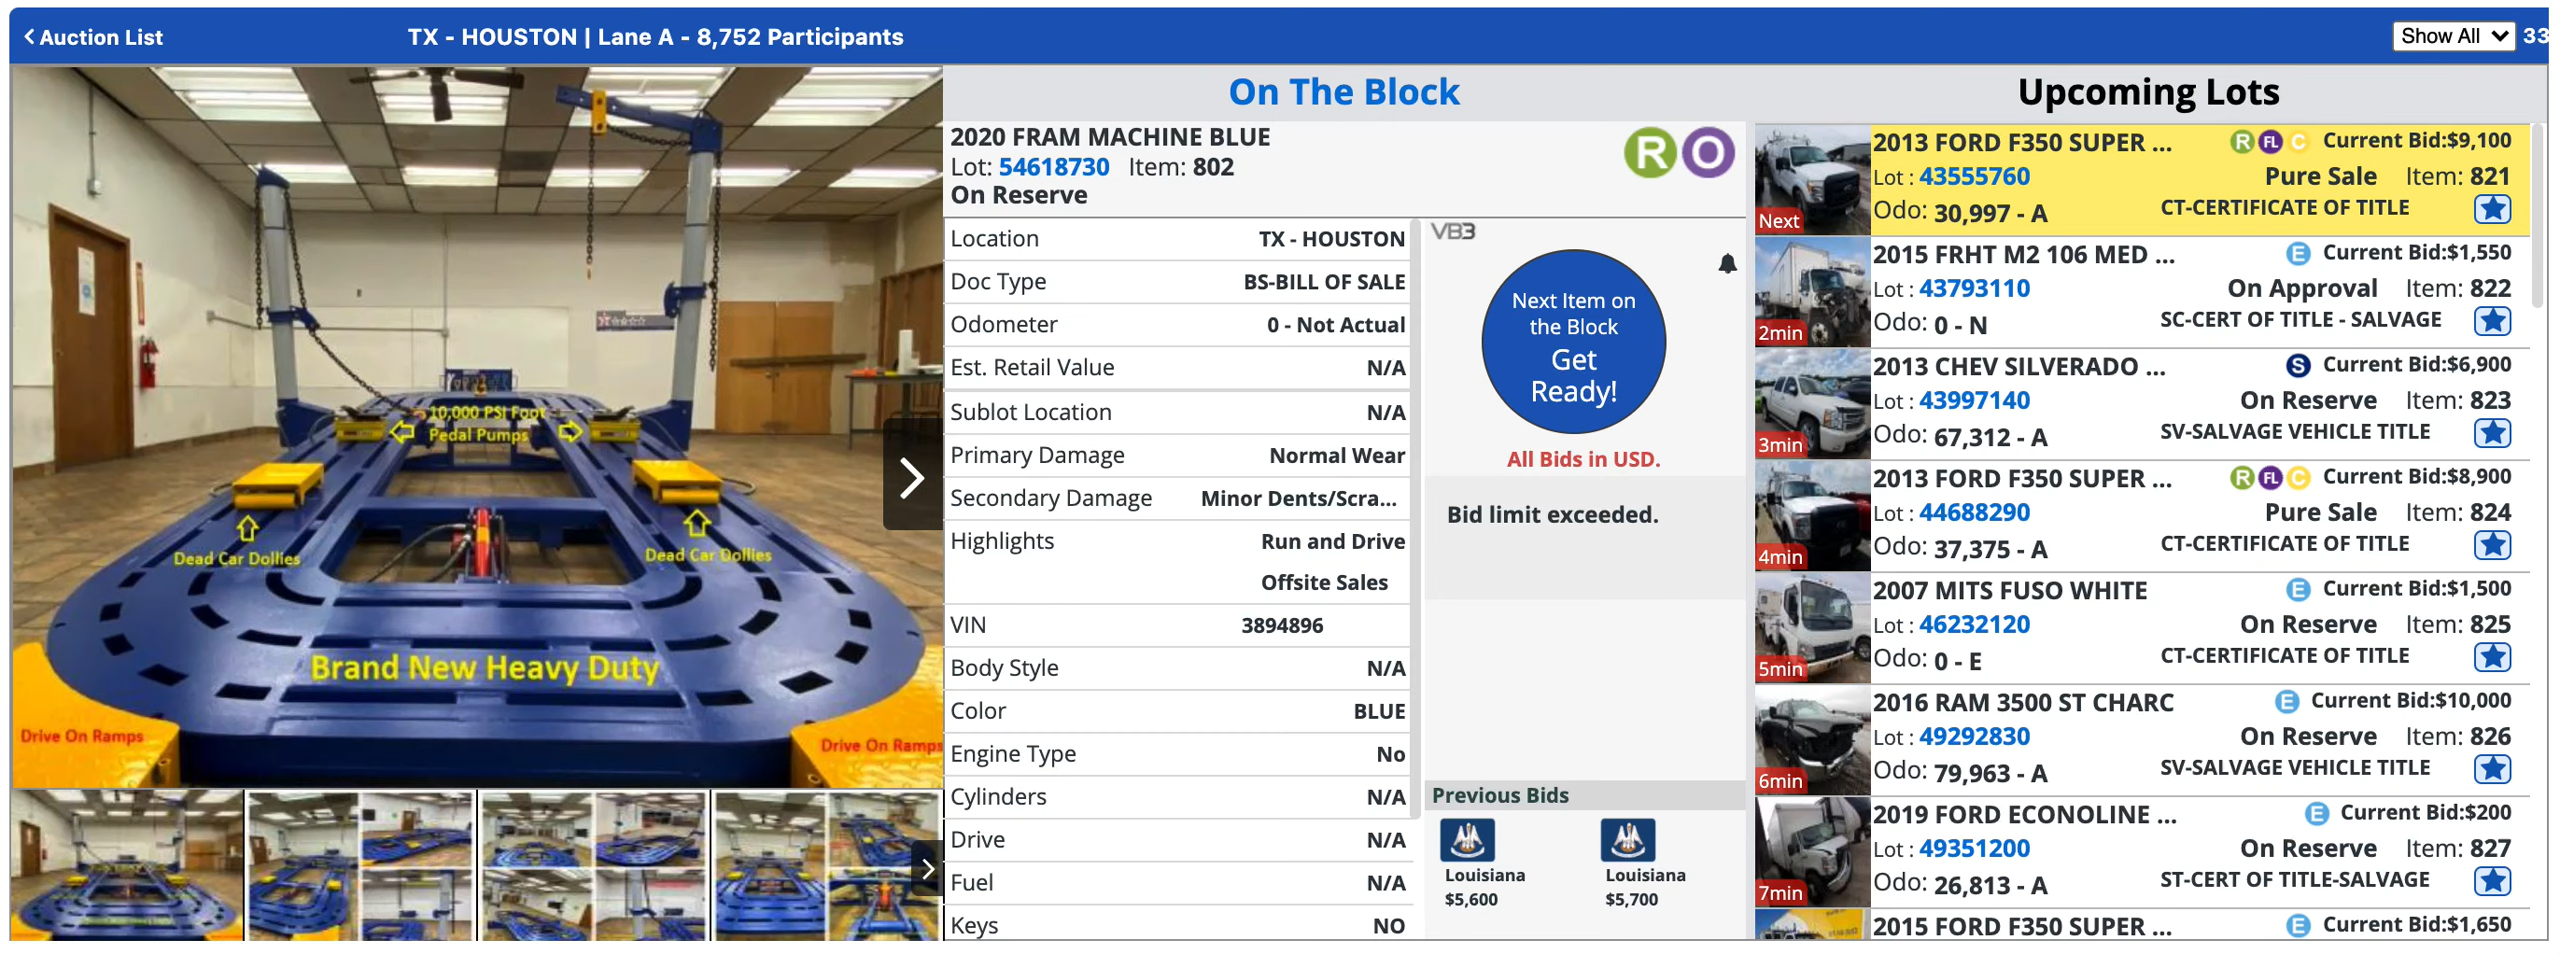 Auction List
TX - HOUSTON | Lane A - 8,752 Participants
Show All
33
10,000 PSI Foot
Pedal Pumps
Dead Car Dollies
Dead Car Dollies
Brand New Heavy Duty
Drive On Ramps
Drive On Ramps
On The Block
2020 FRAM MACHINE BLUE
Lot: 54618730 Item: 802
On Reserve
R O
Location TX - HOUSTON
Doc Type BS-BILL OF SALE
Odometer 0 - Not Actual
Est. Retail Value N/A
Sublot Location N/A
Primary Damage Normal Wear
Secondary Damage Minor Dents/Scra...
Highlights Run and Drive
Offsite Sales
VIN 3894896
Body Style N/A
Color BLUE
Engine Type No
Cylinders N/A
Drive N/A
Fuel N/A
Keys NO
VB3
Next Item on
the Block
Get
Ready!
All Bids in USD.
Bid limit exceeded.
Previous Bids
Louisiana
$5,600
Louisiana
$5,700
Upcoming Lots
2013 FORD F350 SUPER ... R FL C Current Bid:$9,100
Lot : 43555760 Pure Sale Item: 821
Next Odo: 30,997 - A CT-CERTIFICATE OF TITLE
2015 FRHT M2 106 MED ... E Current Bid:$1,550
Lot : 43793110 On Approval Item: 822
2min Odo: 0 - N SC-CERT OF TITLE - SALVAGE
2013 CHEV SILVERADO ... S Current Bid:$6,900
Lot : 43997140 On Reserve Item: 823
3min Odo: 67,312 - A SV-SALVAGE VEHICLE TITLE
2013 FORD F350 SUPER ... R FL C Current Bid:$8,900
Lot : 44688290 Pure Sale Item: 824
4min Odo: 37,375 - A CT-CERTIFICATE OF TITLE
2007 MITS FUSO WHITE E Current Bid:$1,500
Lot : 46232120 On Reserve Item: 825
5min Odo: 0 - E CT-CERTIFICATE OF TITLE
2016 RAM 3500 ST CHARC E Current Bid:$10,000
Lot : 49292830 On Reserve Item: 826
6min Odo: 79,963 - A SV-SALVAGE VEHICLE TITLE
2019 FORD ECONOLINE ... E Current Bid:$200
Lot : 49351200 On Reserve Item: 827
7min Odo: 26,813 - A ST-CERT OF TITLE-SALVAGE
2015 FORD F350 SUPER ... E Current Bid:$1,650